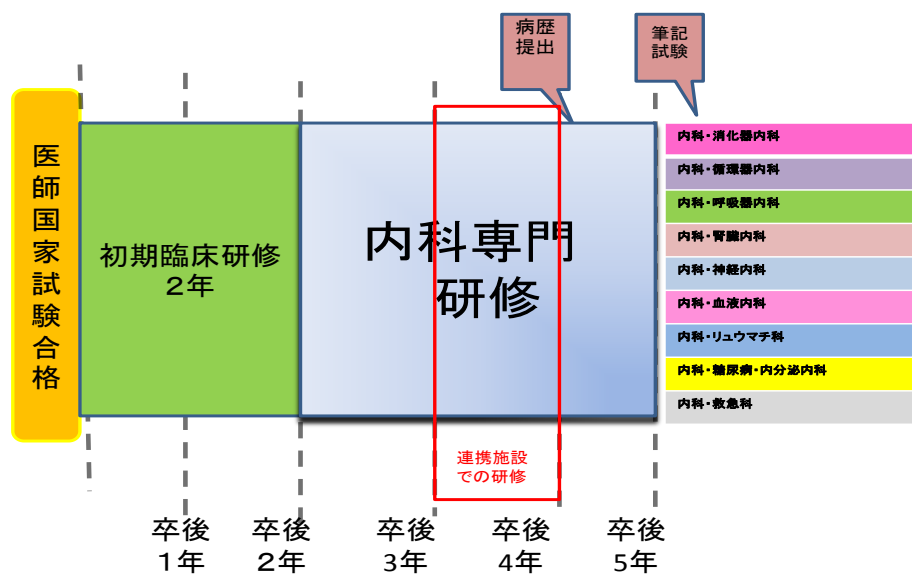 病歴
提出
筆記
試験
医師国家試験合格
初期臨床研修
２年
内科専門
研修
内科・消化器内科
内科・循環器内科
内科・呼吸器内科
内科・腎臓内科
内科・神経内科
内科・血液内科
内科・リュウマチ科
内科・糖尿病・内分泌内科
内科・救急科
連携施設
での研修
卒後
１年
卒後
２年
卒後
3年
卒後
4年
卒後
5年